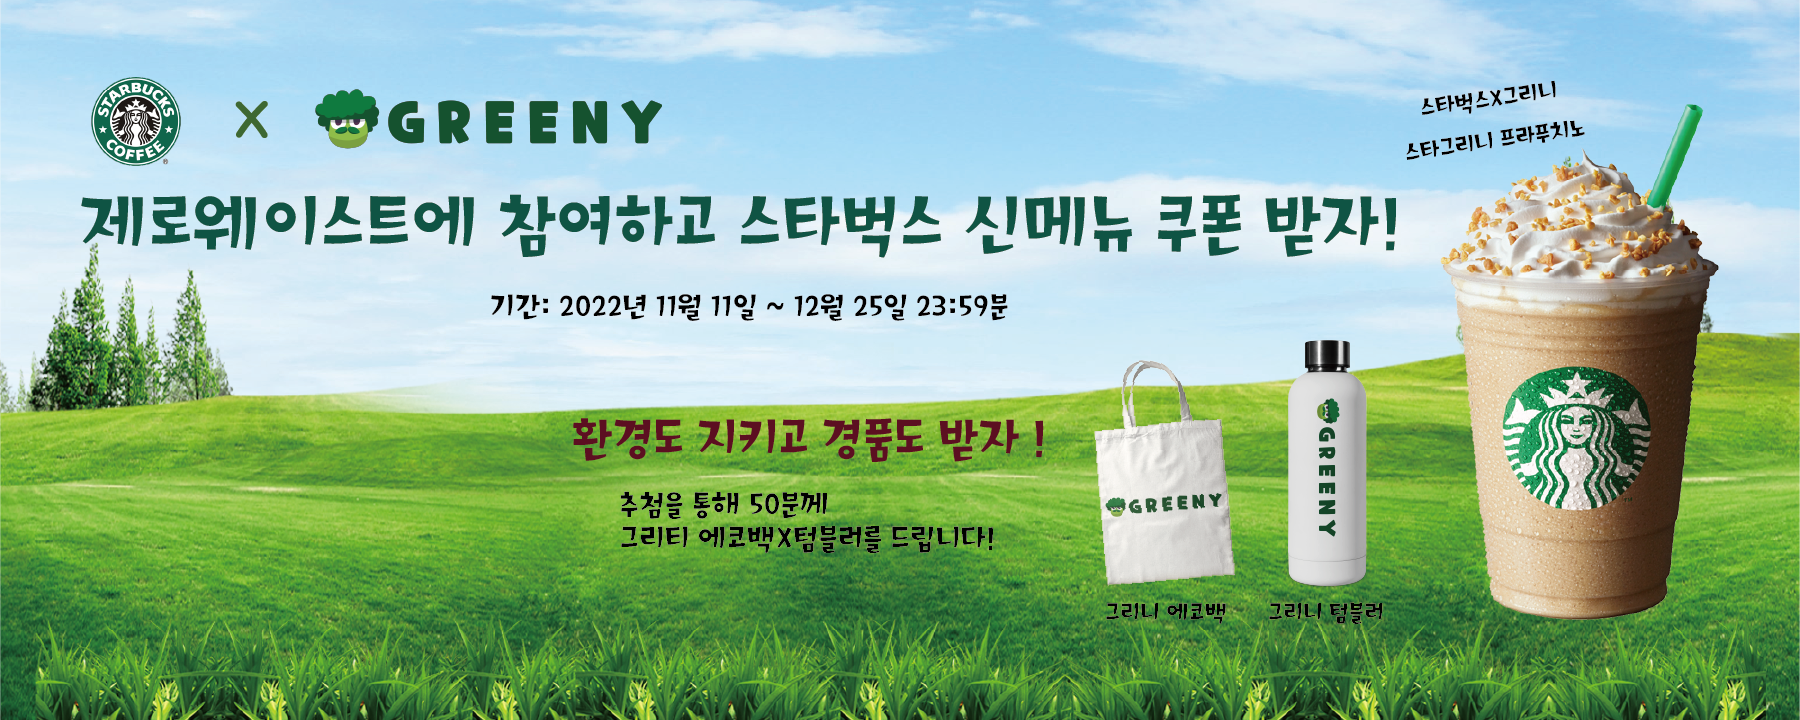 STARBUCKS
COFFEE
X
GREENY
스타벅스X그리니
스타그리니 프라푸치노
제로웨이스트에 참여하고 스타벅스 신메뉴 쿠폰 받자!
기간: 2022년 11월 11일 ~ 12월 25일 23:59분
환경도 지키고 경품도 받자 !
추첨을 통해 50분께
그리티 에코백X텀블러를 드립니다!
GREENY
GREENY
그리니 에코백
그리니 텀블러